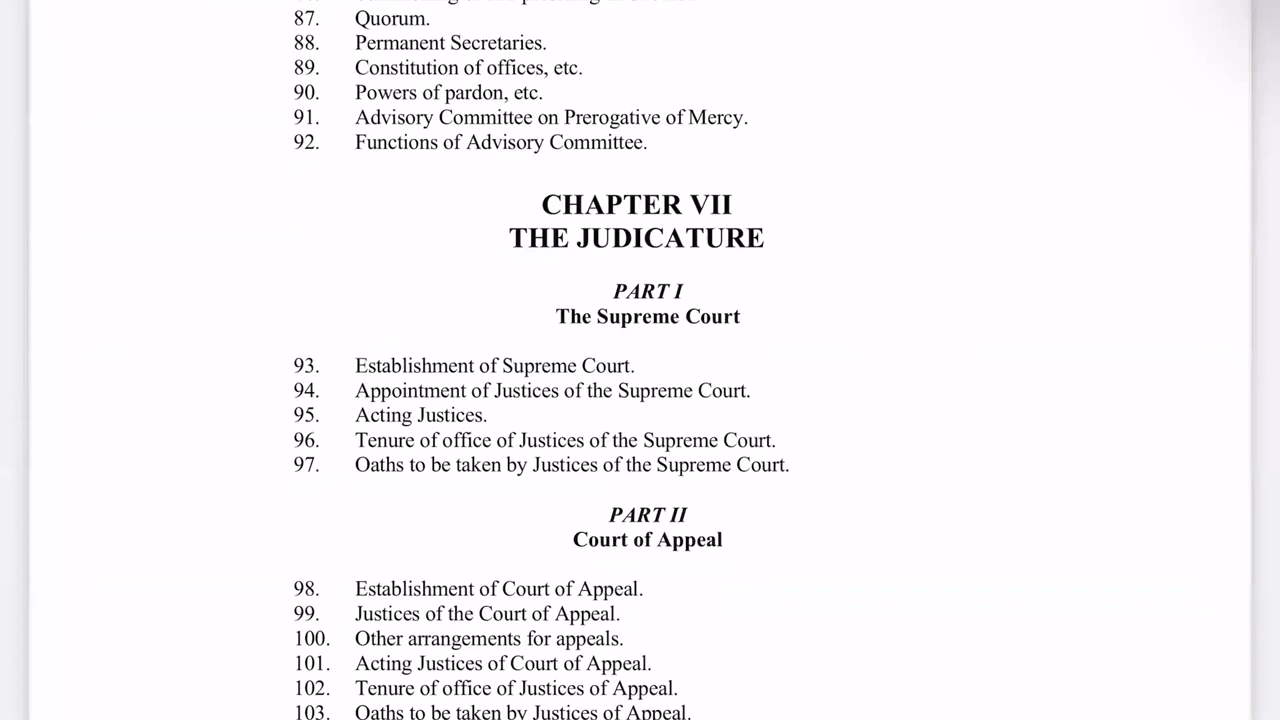 87. Quorum.
88. Permanent Secretaries.
89. Constitution of offices, etc.
90. Powers of pardon, etc.
91. Advisory Committee on Prerogative of Mercy.
92. Functions of Advisory Committee.
CHAPTER VII
THE JUDICATURE
PART I
The Supreme Court
93. Establishment of Supreme Court.
94. Appointment of Justices of the Supreme Court.
95. Acting Justices.
96. Tenure of office of Justices of the Supreme Court.
97. Oaths to be taken by Justices of the Supreme Court.
PART II
Court of Appeal
98. Establishment of Court of Appeal.
99. Justices of the Court of Appeal.
100. Other arrangements for appeals.
101. Acting Justices of Court of Appeal.
102. Tenure of office of Justices of Appeal.
103. Oaths to be taken by Justices of Appeal.